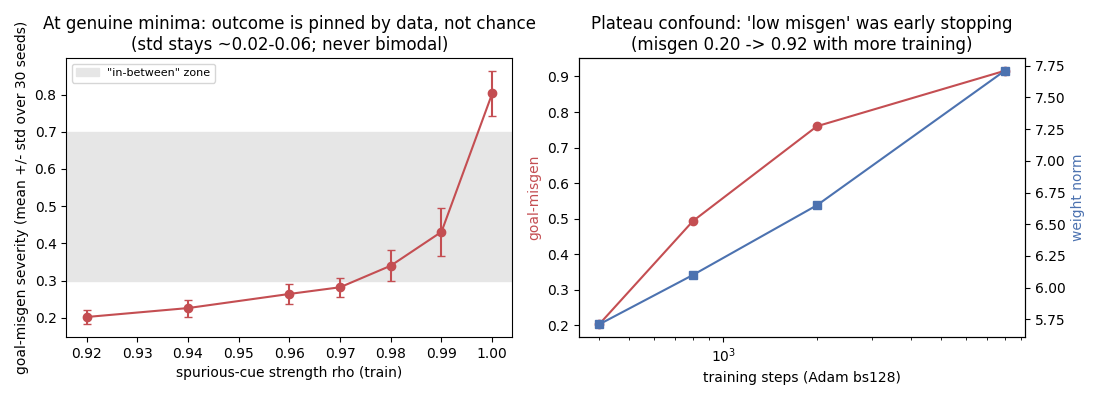 At genuine minima: outcome is pinned by data, not chance
(std stays ~0.02-0.06; never bimodal)
goal-misgen severity (mean +/- std over 30 seeds)
"in-between" zone
0.8
0.7
0.6
0.5
0.4
0.3
0.2
0.92 0.93 0.94 0.95 0.96 0.97 0.98 0.99 1.00
spurious-cue strength rho (train)
Plateau confound: 'low misgen' was early stopping
(misgen 0.20 -> 0.92 with more training)
goal-misgen
0.9
0.8
0.7
0.6
0.5
0.4
0.3
0.2
10³
training steps (Adam bs128)
7.75
7.50
7.25
7.00
6.75
6.50
6.25
6.00
5.75
weight norm